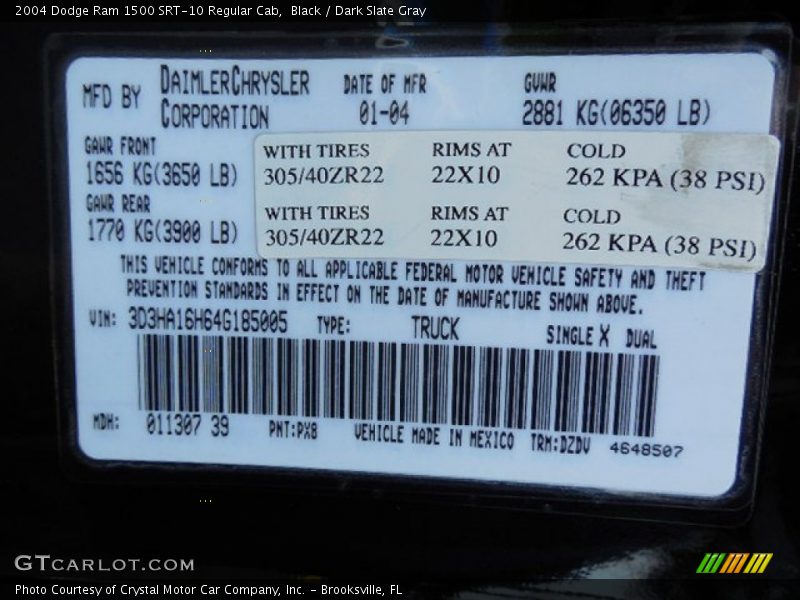 2004 Dodge Ram 1500 SRT-10 Regular Cab,  Black / Dark Slate Gray
MFD BY DAIMLERCHRYSLER CORPORATION
DATE OF MFR 01-04
GVWR 2881 KG(06350 LB)
GAWR FRONT
1656 KG(3650 LB)
WITH TIRES RIMS AT COLD
305/40ZR22 22X10 262 KPA (38 PSI)
GAWR REAR
1770 KG(3900 LB)
WITH TIRES RIMS AT COLD
305/40ZR22 22X10 262 KPA (38 PSI)
THIS VEHICLE CONFORMS TO ALL APPLICABLE FEDERAL MOTOR VEHICLE SAFETY AND THEFT
PREVENTION STANDARDS IN EFFECT ON THE DATE OF MANUFACTURE SHOWN ABOVE.
VIN: 3D3HA16H64G185005 TYPE: TRUCK SINGLE X DUAL
MDH: 011307 39 PNT:PX8 VEHICLE MADE IN MEXICO TRM:DZDV 4648507
GTCARLOT.COM
Photo Courtesy of Crystal Motor Car Company, Inc. - Brooksville, FL